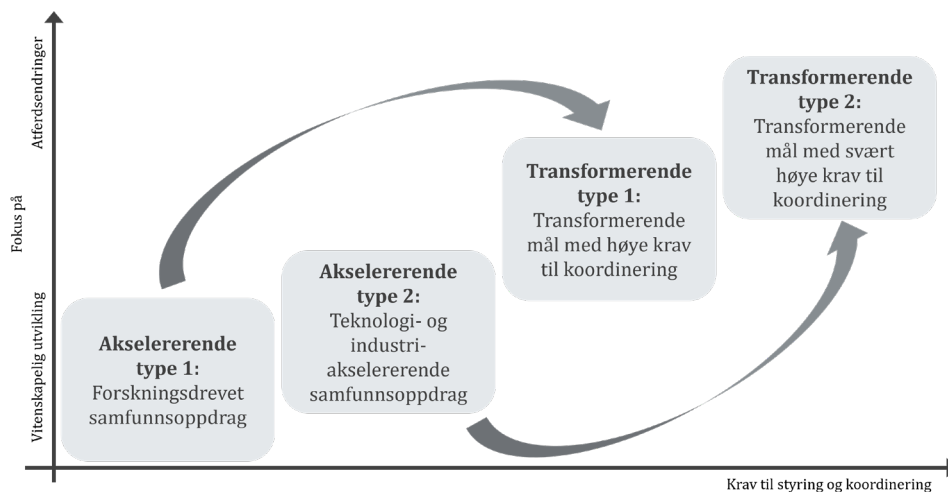 Fokus på
Atferdsendringer
Vitenskapelig utvikling
Akselererende
type 1:
Forskningsdrevet
samfunnsoppdrag
Akselererende
type 2:
Teknologi- og
industri-
akselererende
samfunnsoppdrag
Transformerende
type 1:
Transformerende
mål med høye krav
til koordinering
Transformerende
type 2:
Transformerende
mål med svært
høye krav til
koordinering
Krav til styring og koordinering